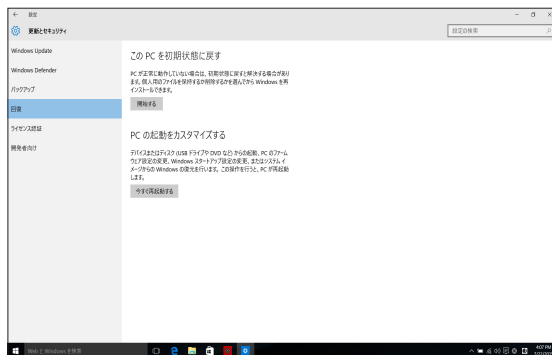 設定
更新とセキュリティ
設定の検索
Windows Update
Windows Defender
バックアップ
回復
ライセンス認証
開発者向け
この PC を初期状態に戻す
PC が正常に動作していない場合は、初期状態に戻すと解決する場合があり
ます。個人用のファイルを保持するか削除するかを選んでから Windows を再
インストールできます。
開始する
PC の起動をカスタマイズする
デバイスまたはディスク (USB ドライブや DVD など) からの起動、PC のファーム
ウェア設定の変更、Windows スタートアップ設定の変更、またはシステム イ
メージからの Windows の復元を行います。この操作を行うと、PC が再起動
します。
今すぐ再起動する
Web と Windows を検索
4:07 PM